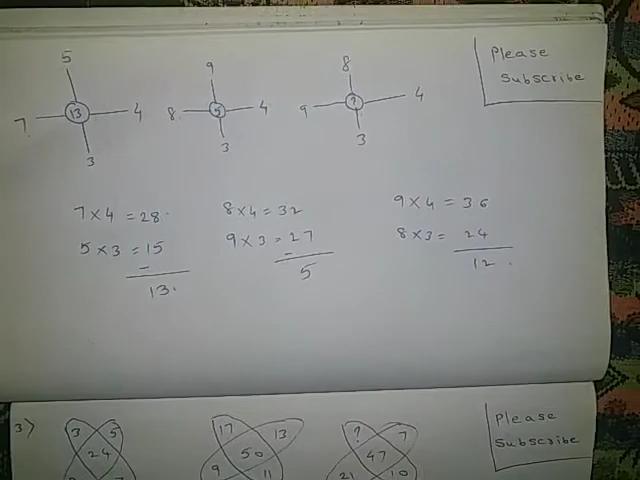 5
13
7
4
3
9
8
5
4
3
8
9
?
4
3
Please
Subscribe
7 × 4 = 28
5 × 3 = 15
-
13
8 × 4 = 32
9 × 3 = 27
-
5
9 × 4 = 36
8 × 3 = 24
12
3>
3 5
24
17 13
50
9 11
? 7
47
21 10
Please
Subscribe